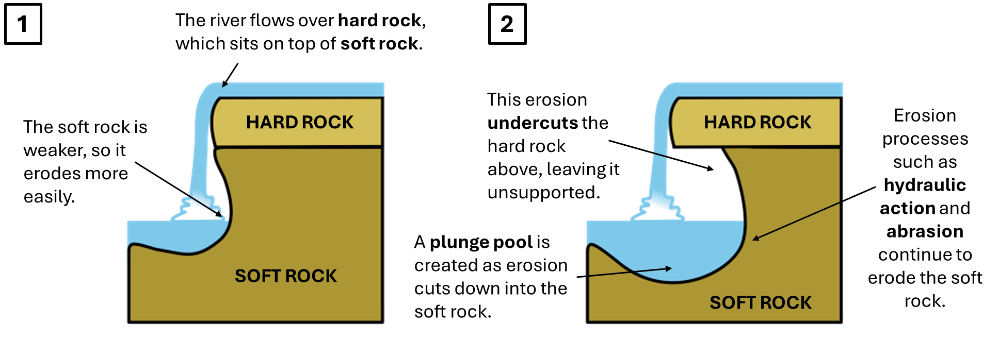 1
The river flows over hard rock,
which sits on top of soft rock.
The soft rock is
weaker, so it
erodes more
easily.
HARD ROCK
SOFT ROCK
2
This erosion
undercuts the
hard rock
above, leaving it
unsupported.
HARD ROCK
Erosion
processes
such as
hydraulic
action and
abrasion
continue to
erode the soft
rock.
A plunge pool is
created as erosion
cuts down into the
soft rock.
SOFT ROCK